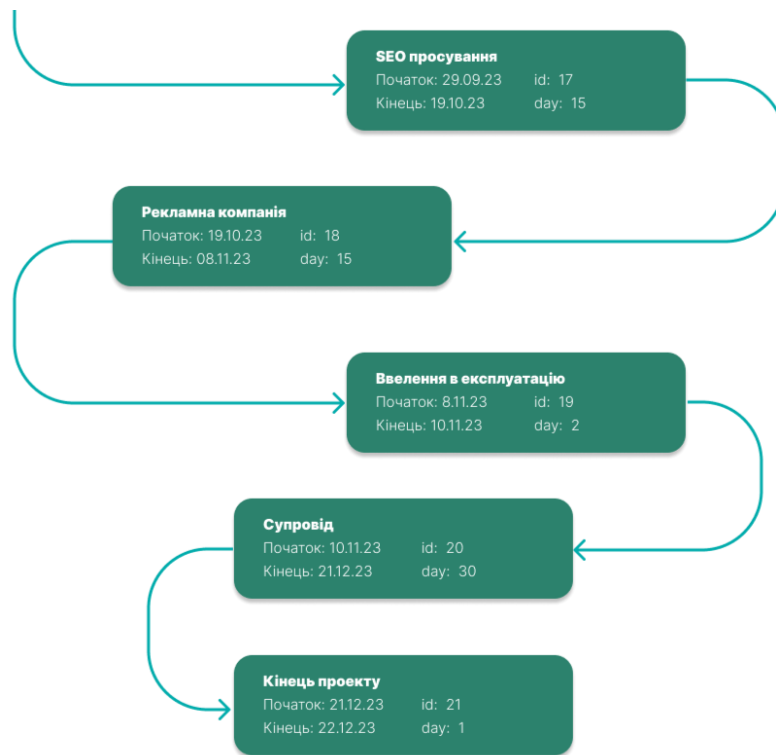 SEO просування
Початок: 29.09.23 id: 17
Кінець: 19.10.23 day: 15
Рекламна компанія
Початок: 19.10.23 id: 18
Кінець: 08.11.23 day: 15
Ввелення в експлуатацію
Початок: 8.11.23 id: 19
Кінець: 10.11.23 day: 2
Супровід
Початок: 10.11.23 id: 20
Кінець: 21.12.23 day: 30
Кінець проекту
Початок: 21.12.23 id: 21
Кінець: 22.12.23 day: 1